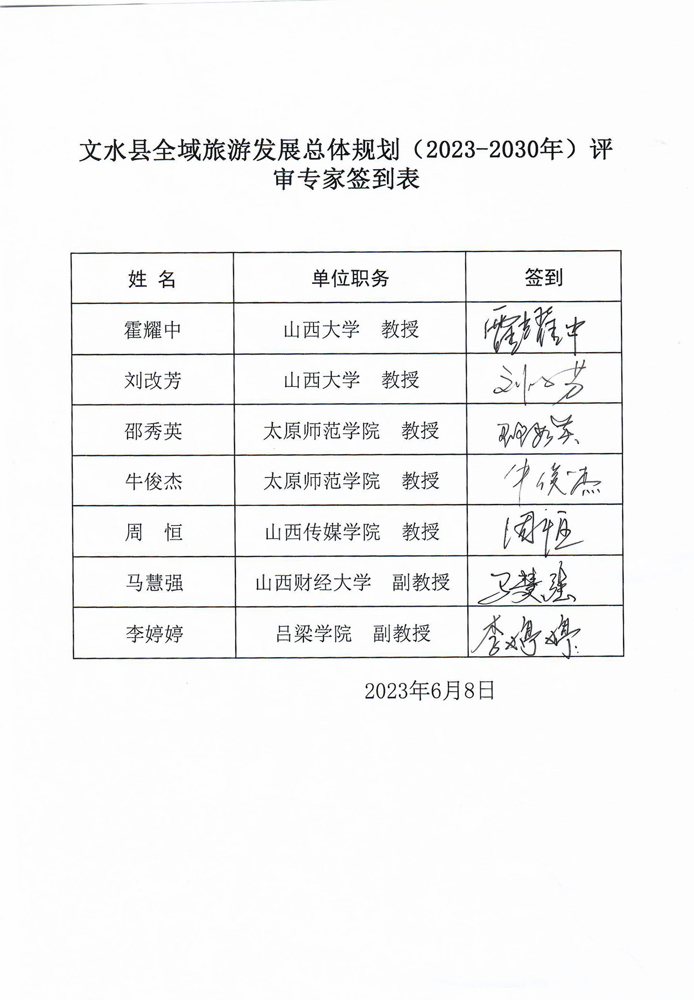 文水县全域旅游发展总体规划（2023-2030年）评
审专家签到表
姓 名 单位职务 签到
霍耀中 山西大学 教授 霍耀中
刘改芳 山西大学 教授 刘改芳
邵秀英 太原师范学院 教授 邵秀英
牛俊杰 太原师范学院 教授 牛俊杰
周 恒 山西传媒学院 教授 周恒
马慧强 山西财经大学 副教授 马慧强
李婷婷 吕梁学院 副教授 李婷婷
2023年6月8日